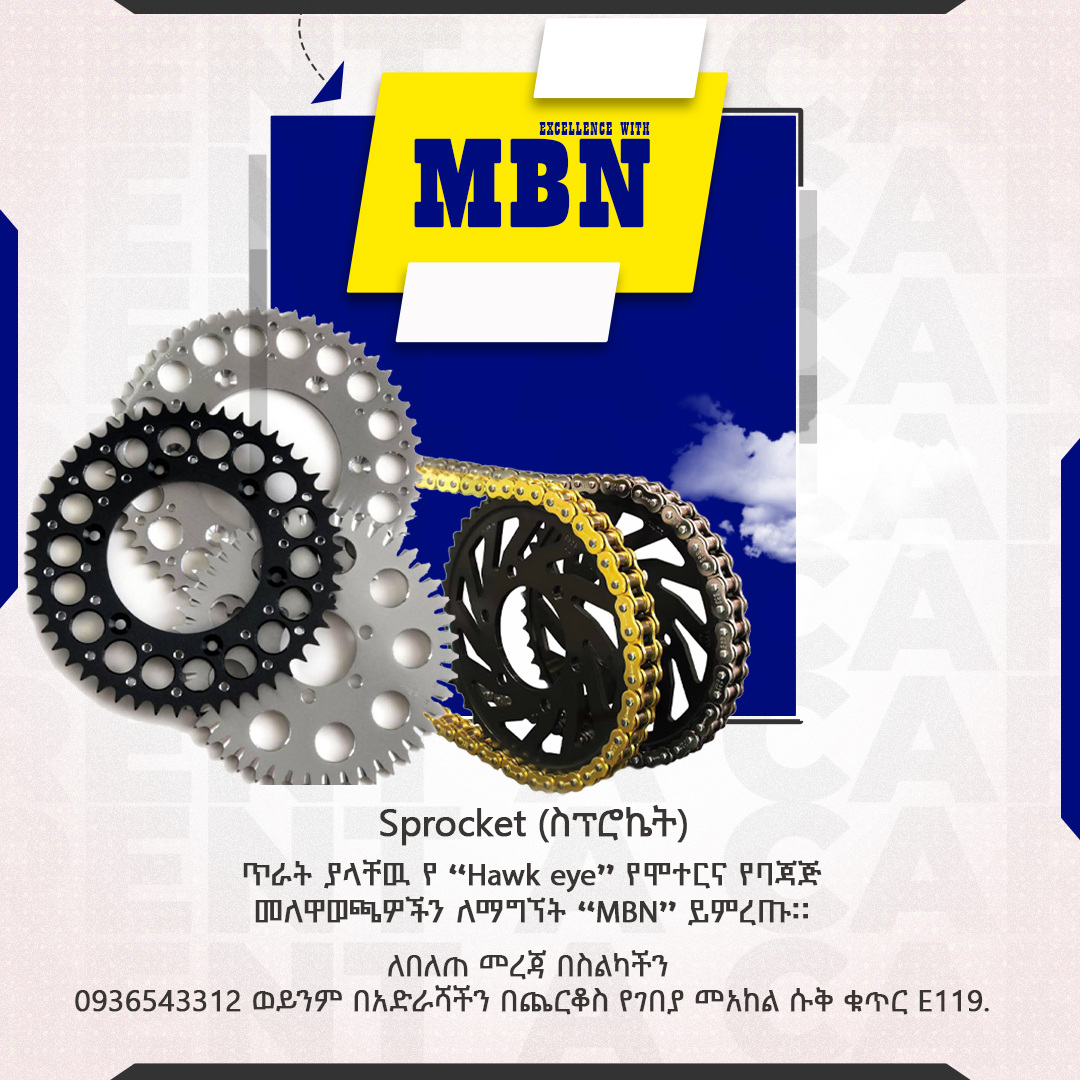 EXCELLENCE WITH
MBN
Sprocket (ስፕሮኬት)
ጥራት ያላቸዉ የ “Hawk eye” የሞተርና የባጃጅ
መለዋወጫዎችን ለማግኘት “MBN” ይምረጡ።
ለበለጠ መረጃ በስልካችን
0936543312 ወይንም በአድራሻችን በጨርቆስ የገበያ መአከል ሱቅ ቁጥር E119.